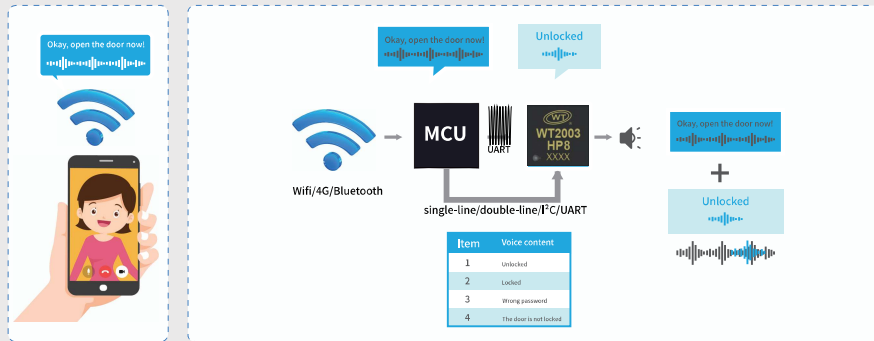 Okay, open the door now!
Okay, open the door now!
Unlocked
MCU
UART
WT
WT2003
HP8
XXXX
Wifi/4G/Bluetooth
single-line/double-line/I²C/UART
Okay, open the door now!
+
Unlocked
Item Voice content
1 Unlocked
2 Locked
3 Wrong password
4 The door is not locked